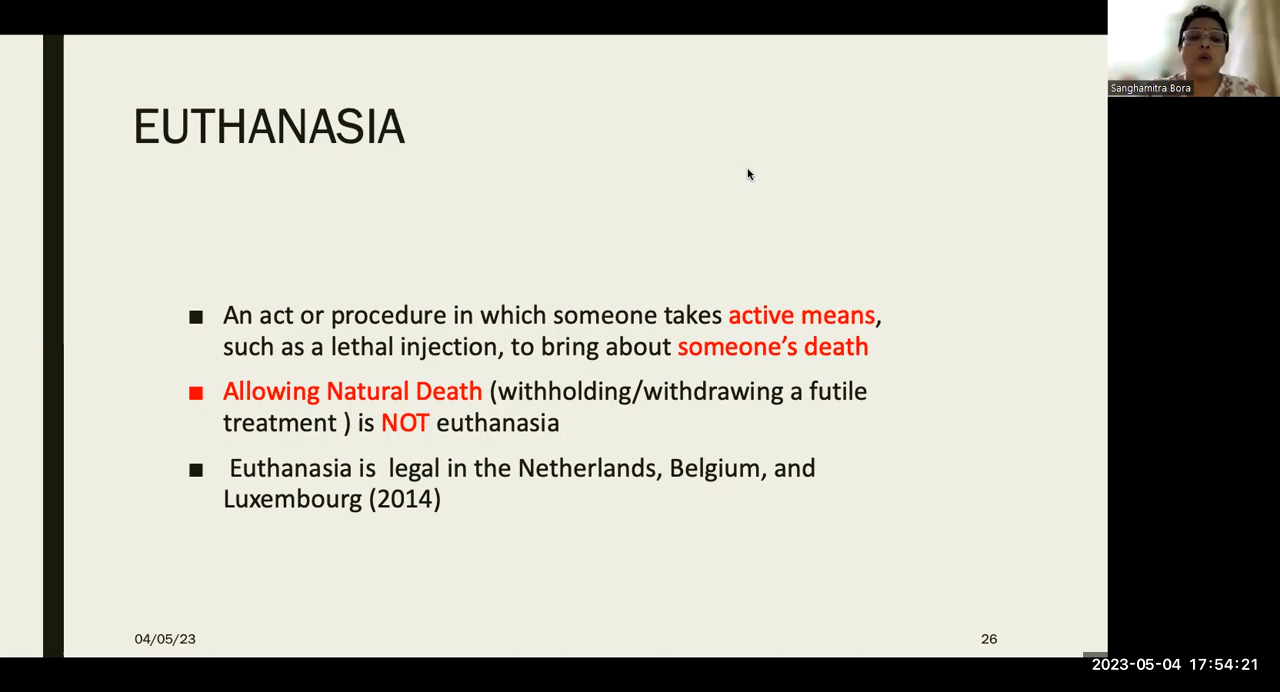 Sanghamitra Bora
EUTHANASIA
■ An act or procedure in which someone takes active means,
such as a lethal injection, to bring about someone’s death
■ Allowing Natural Death (withholding/withdrawing a futile
treatment ) is NOT euthanasia
■ Euthanasia is legal in the Netherlands, Belgium, and
Luxembourg (2014)
04/05/23
26
2023-05-04 17:54:21